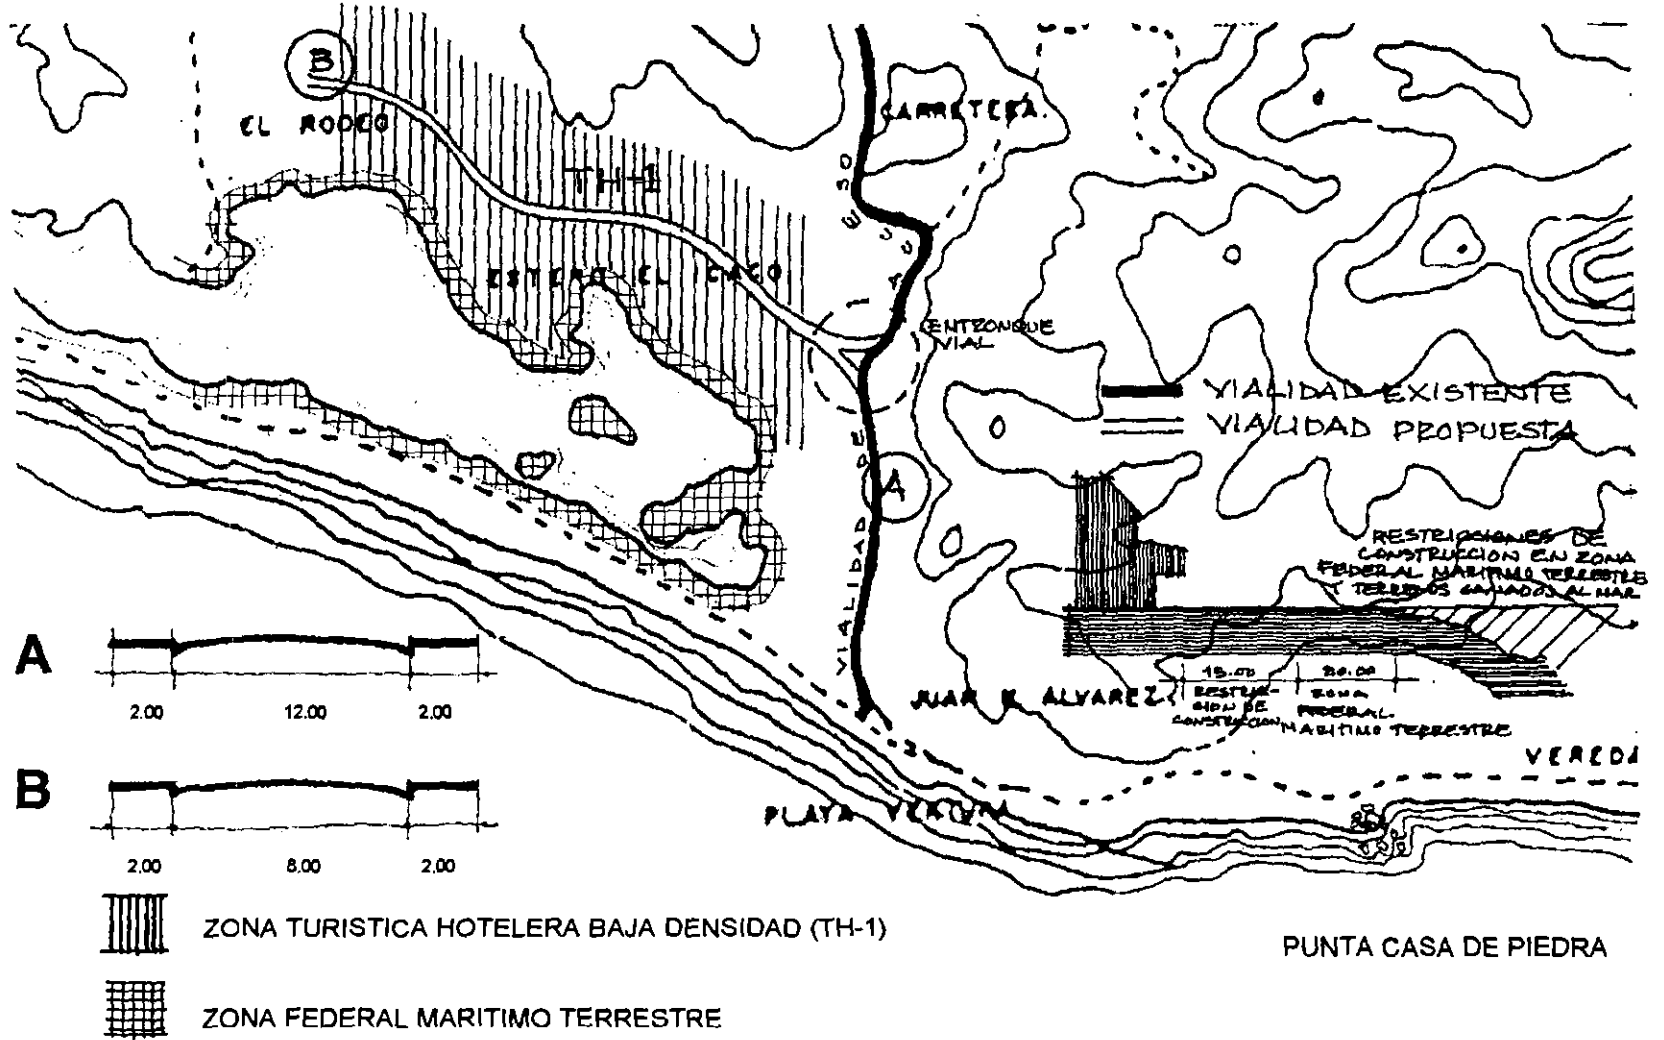 B
EL RODEO
CARRETERA.
TH-1
ESTERO EL CACO
ENTRONQUE
VIAL
VIALIDAD EXISTENTE
VIALIDAD PROPUESTA
A
VIALIDAD DE
RESTRICCIONES DE
CONSTRUCCION EN ZONA
FEDERAL MARITIMO TERRESTRE
Y TERRENOS GANADOS AL MAR
15.00
20.00
RESTRIC-
CION DE
CONSTRUCCION
ZONA
FEDERAL
MARITIMO TERRESTRE
JUAN N ALVAREZ
VEREDA
PLAYA VENTURA
A
2.00 12.00 2.00
B
2.00 8.00 2.00
ZONA TURISTICA HOTELERA BAJA DENSIDAD (TH-1)
PUNTA CASA DE PIEDRA
ZONA FEDERAL MARITIMO TERRESTRE